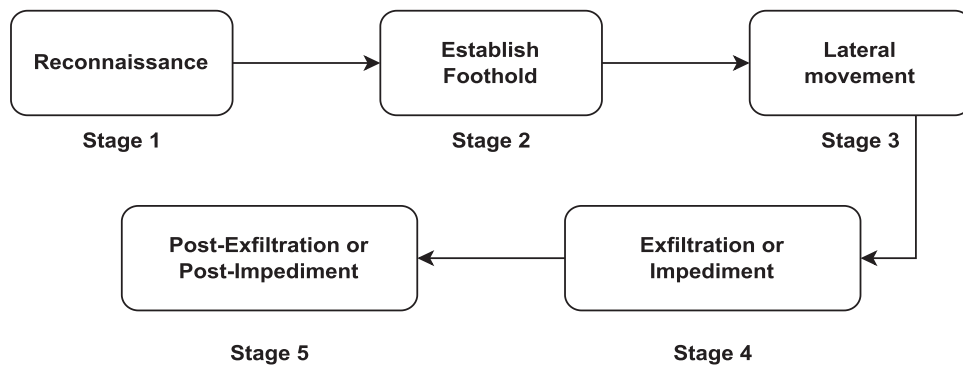 Reconnaissance
Establish
Foothold
Lateral
movement
Stage 1
Stage 2
Stage 3
Post-Exfiltration or
Post-Impediment
Exfiltration or
Impediment
Stage 5
Stage 4